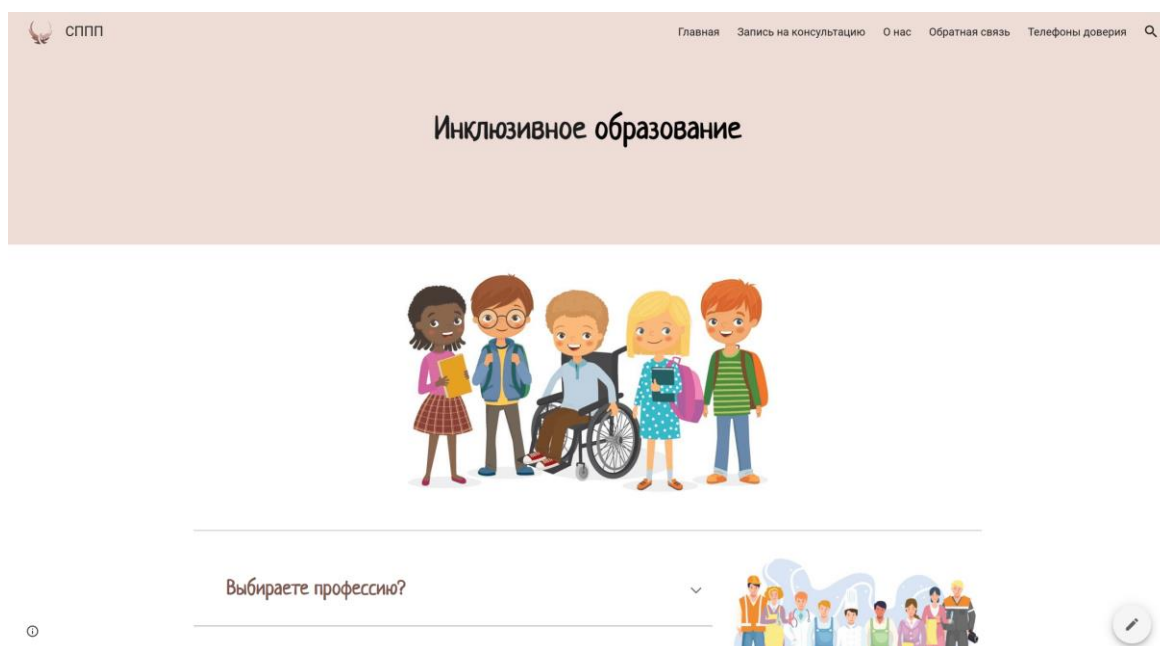 СППП
Главная Запись на консультацию О нас Обратная связь Телефоны доверия
Инклюзивное образование
Выбираете профессию?